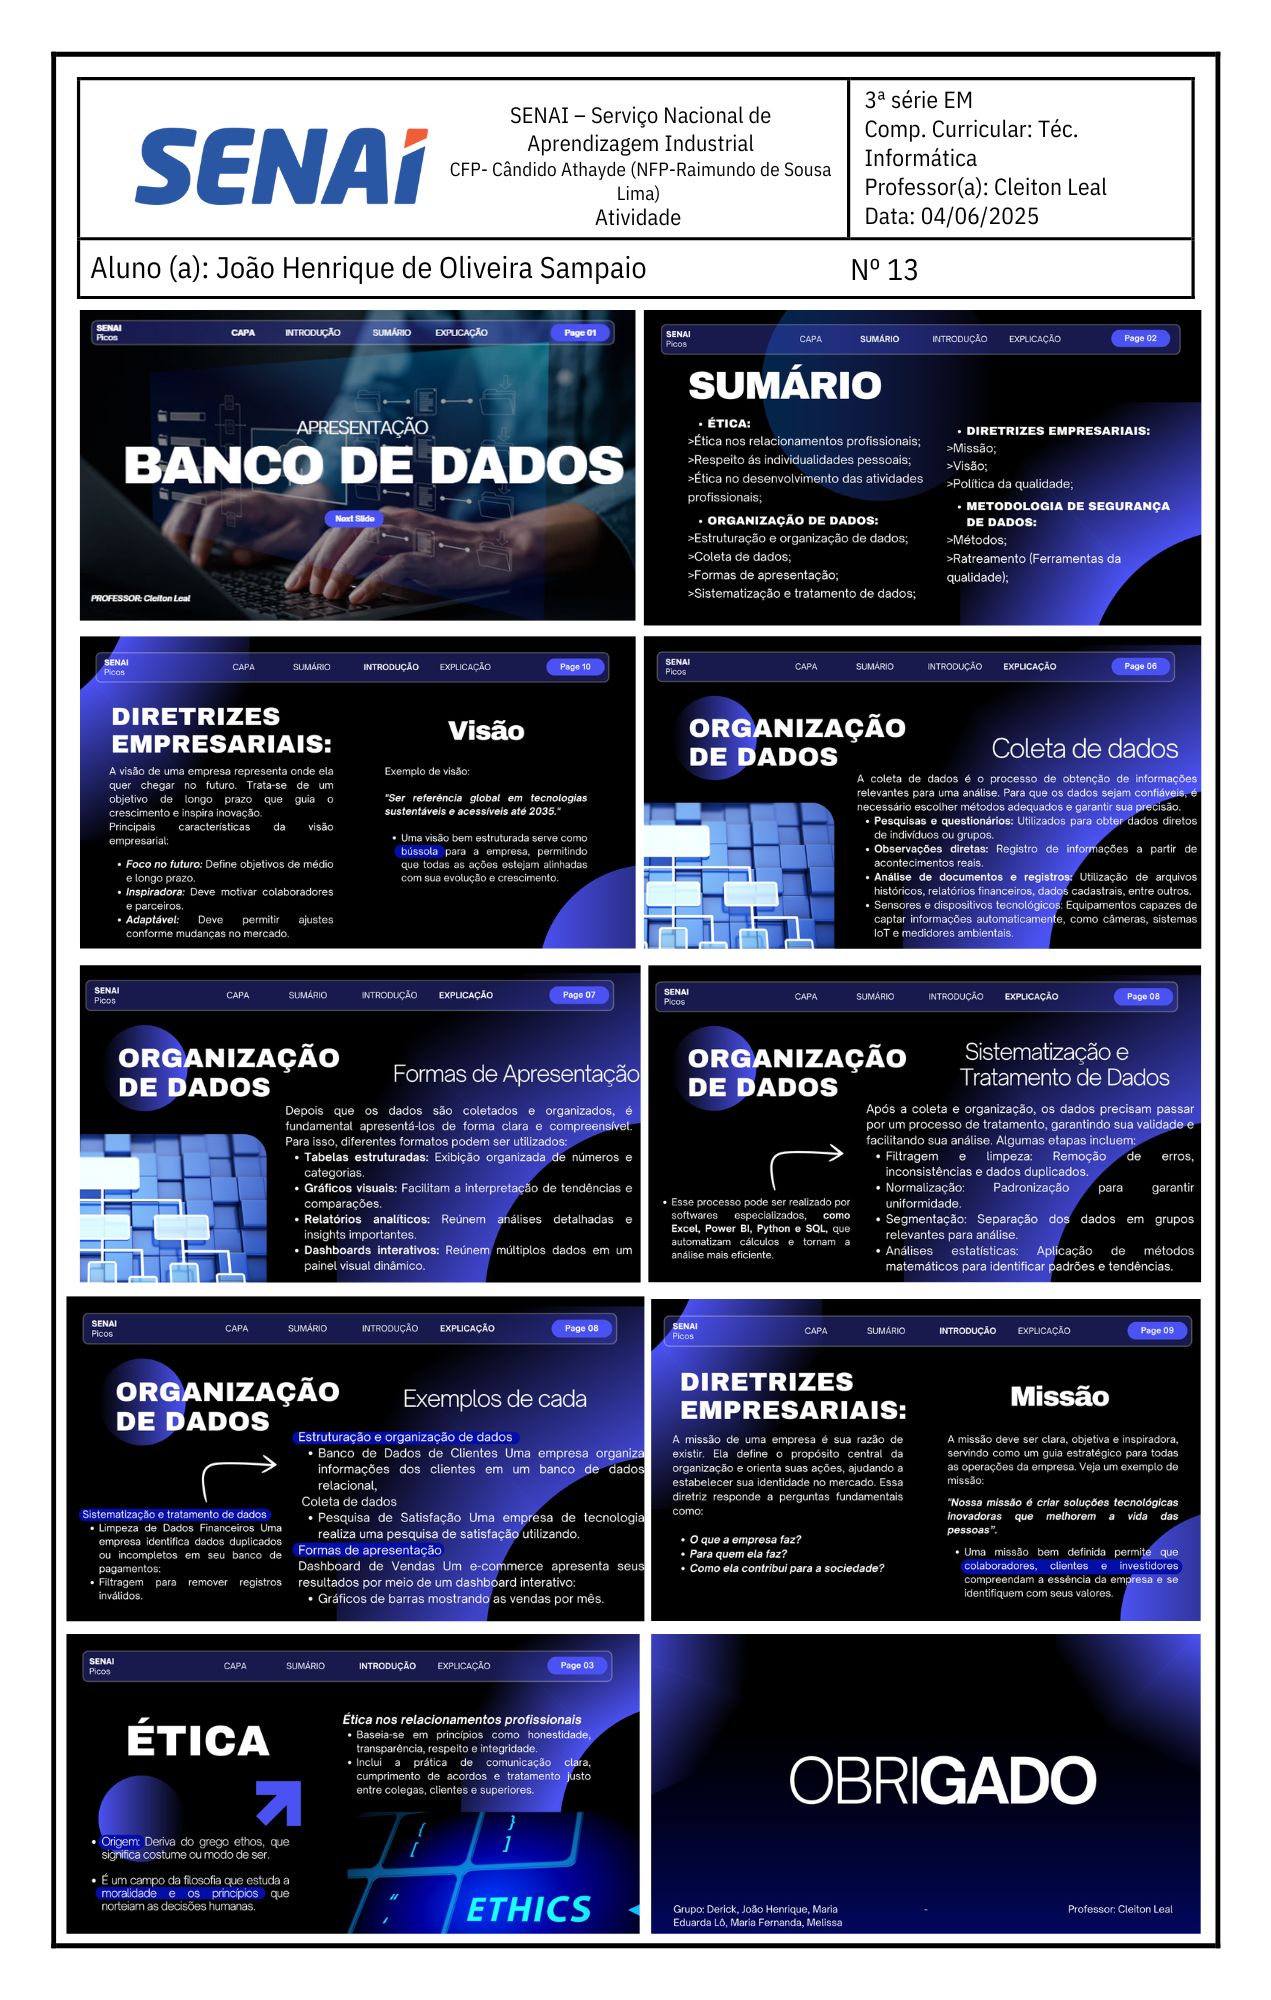 SENAI
SENAI – Serviço Nacional de
Aprendizagem Industrial
CFP- Cândido Athayde (NFP-Raimundo de Sousa
Lima)
Atividade
3ª série EM
Comp. Curricular: Téc.
Informática
Professor(a): Cleiton Leal
Data: 04/06/2025
Aluno (a): João Henrique de Oliveira Sampaio
Nº 13
SENAI
Picos
CAPA INTRODUÇÃO SUMÁRIO EXPLICAÇÃO Page 01
APRESENTAÇÃO
BANCO DE DADOS
Next Slide
PROFESSOR: Cleiton Leal
SENAI
Picos
CAPA SUMÁRIO INTRODUÇÃO EXPLICAÇÃO Page 02
SUMÁRIO
• ÉTICA:
>Ética nos relacionamentos profissionais;
>Respeito ás individualidades pessoais;
>Ética no desenvolvimento das atividades
profissionais;
• ORGANIZAÇÃO DE DADOS:
>Estruturação e organização de dados;
>Coleta de dados;
>Formas de apresentação;
>Sistematização e tratamento de dados;
• DIRETRIZES EMPRESARIAIS:
>Missão;
>Visão;
>Política da qualidade;
• METODOLOGIA DE SEGURANÇA
DE DADOS:
>Métodos;
>Ratreamento (Ferramentas da
qualidade);
SENAI
Picos
CAPA SUMÁRIO INTRODUÇÃO EXPLICAÇÃO Page 10
DIRETRIZES
EMPRESARIAIS:
A visão de uma empresa representa onde ela
quer chegar no futuro. Trata-se de um
objetivo de longo prazo que guia o
crescimento e inspira inovação.
Principais características da visão
empresarial:
• Foco no futuro: Define objetivos de médio
e longo prazo.
• Inspiradora: Deve motivar colaboradores
e parceiros.
• Adaptável: Deve permitir ajustes
conforme mudanças no mercado.
Visão
Exemplo de visão:
"Ser referência global em tecnologias
sustentáveis e acessíveis até 2035."
• Uma visão bem estruturada serve como
bússola para a empresa, permitindo
que todas as ações estejam alinhadas
com sua evolução e crescimento.
SENAI
Picos
CAPA SUMÁRIO INTRODUÇÃO EXPLICAÇÃO Page 06
ORGANIZAÇÃO
DE DADOS
Coleta de dados
A coleta de dados é o processo de obtenção de informações
relevantes para uma análise. Para que os dados sejam confiáveis, é
necessário escolher métodos adequados e garantir sua precisão.
• Pesquisas e questionários: Utilizados para obter dados diretos
de indivíduos ou grupos.
• Observações diretas: Registro de informações a partir de
acontecimentos reais.
• Análise de documentos e registros: Utilização de arquivos
históricos, relatórios financeiros, dados cadastrais, entre outros.
• Sensores e dispositivos tecnológicos: Equipamentos capazes de
captar informações automaticamente, como câmeras, sistemas
IoT e medidores ambientais.
SENAI
Picos
CAPA SUMÁRIO INTRODUÇÃO EXPLICAÇÃO Page 07
ORGANIZAÇÃO
DE DADOS
Formas de Apresentação
Depois que os dados são coletados e organizados, é
fundamental apresentá-los de forma clara e compreensível.
Para isso, diferentes formatos podem ser utilizados:
• Tabelas estruturadas: Exibição organizada de números e
categorias.
• Gráficos visuais: Facilitam a interpretação de tendências e
comparações.
• Relatórios analíticos: Reúnem análises detalhadas e
insights importantes.
• Dashboards interativos: Reúnem múltiplos dados em um
painel visual dinâmico.
SENAI
Picos
CAPA SUMÁRIO INTRODUÇÃO EXPLICAÇÃO Page 08
ORGANIZAÇÃO
DE DADOS
• Esse processo pode ser realizado por
softwares especializados, como
Excel, Power BI, Python e SQL, que
automatizam cálculos e tornam a
análise mais eficiente.
Sistematização e
Tratamento de Dados
Após a coleta e organização, os dados precisam passar
por um processo de tratamento, garantindo sua validade e
facilitando sua análise. Algumas etapas incluem:
• Filtragem e limpeza: Remoção de erros,
inconsistências e dados duplicados.
• Normalização: Padronização para garantir
uniformidade.
• Segmentação: Separação dos dados em grupos
relevantes para análise.
• Análises estatísticas: Aplicação de métodos
matemáticos para identificar padrões e tendências.
SENAI
Picos
CAPA SUMÁRIO INTRODUÇÃO EXPLICAÇÃO Page 08
ORGANIZAÇÃO
DE DADOS
Sistematização e tratamento de dados
• Limpeza de Dados Financeiros Uma
empresa identifica dados duplicados
ou incompletos em seu banco de
pagamentos:
• Filtragem para remover registros
inválidos.
Exemplos de cada
Estruturação e organização de dados
• Banco de Dados de Clientes Uma empresa organiza
informações dos clientes em um banco de dados
relacional,
Coleta de dados
• Pesquisa de Satisfação Uma empresa de tecnologia
realiza uma pesquisa de satisfação utilizando.
Formas de apresentação
Dashboard de Vendas Um e-commerce apresenta seus
resultados por meio de um dashboard interativo:
• Gráficos de barras mostrando as vendas por mês.
SENAI
Picos
CAPA SUMÁRIO INTRODUÇÃO EXPLICAÇÃO Page 09
DIRETRIZES
EMPRESARIAIS:
A missão de uma empresa é sua razão de
existir. Ela define o propósito central da
organização e orienta suas ações, ajudando a
estabelecer sua identidade no mercado. Essa
diretriz responde a perguntas fundamentais
como:
• O que a empresa faz?
• Para quem ela faz?
• Como ela contribui para a sociedade?
Missão
A missão deve ser clara, objetiva e inspiradora,
servindo como um guia estratégico para todas
as operações da empresa. Veja um exemplo de
missão:
"Nossa missão é criar soluções tecnológicas
inovadoras que melhorem a vida das
pessoas".
• Uma missão bem definida permite que
colaboradores, clientes e investidores
compreendam a essência da empresa e se
identifiquem com seus valores.
SENAI
Picos
CAPA SUMÁRIO INTRODUÇÃO EXPLICAÇÃO Page 03
ÉTICA
• Origem: Deriva do grego ethos, que
significa costume ou modo de ser.
• É um campo da filosofia que estuda a
moralidade e os princípios que
norteiam as decisões humanas.
Ética nos relacionamentos profissionais
• Baseia-se em princípios como honestidade,
transparência, respeito e integridade.
• Inclui a prática de comunicação clara,
cumprimento de acordos e tratamento justo
entre colegas, clientes e superiores.
{
[
}
]
"
'
ETHICS
OBRIGADO
Grupo: Derick, João Henrique, Maria
Eduarda Lô, Maria Fernanda, Melissa
-
Professor: Cleiton Leal